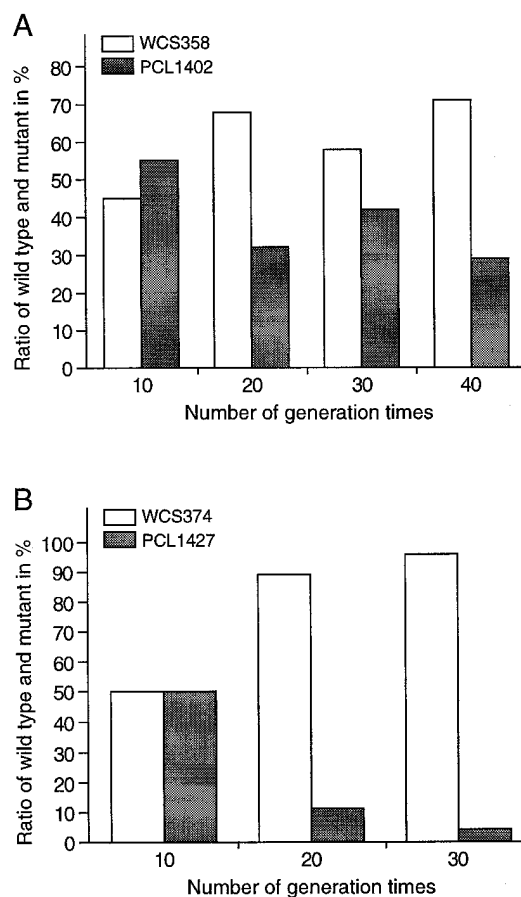 A
WCS358
PCL1402
Ratio of wild type and mutant in %
80
70
60
50
40
30
20
10
0
10 20 30 40
Number of generation times
B
WCS374
PCL1427
Ratio of wild type and mutant in %
100
90
80
70
60
50
40
30
20
10
0
10 20 30
Number of generation times